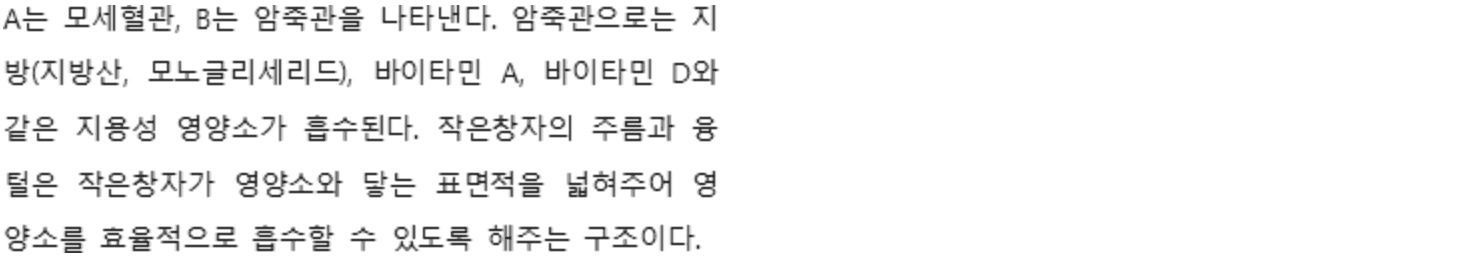 A는 모세혈관, B는 암죽관을 나타낸다. 암죽관으로는 지
방(지방산, 모노글리세리드), 바이타민 A, 바이타민 D와
같은 지용성 영양소가 흡수된다. 작은창자의 주름과 융
털은 작은창자가 영양소와 닿는 표면적을 넓혀주어 영
양소를 효율적으로 흡수할 수 있도록 해주는 구조이다.